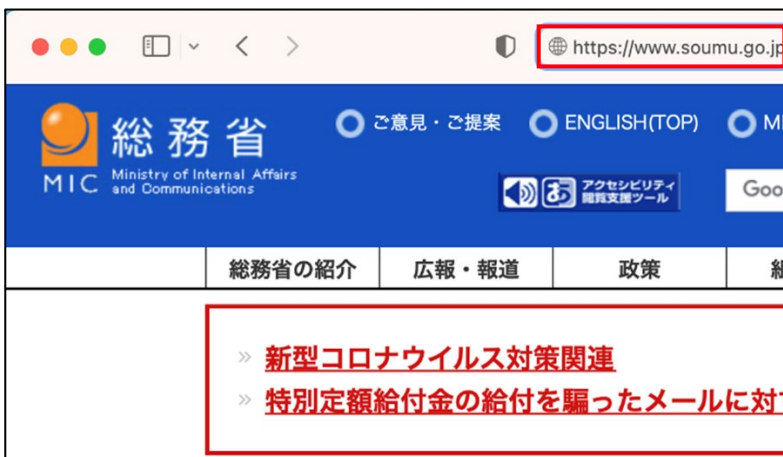 https://www.soumu.go.jp
総務省
MIC Ministry of Internal Affairs
and Communications
ご意見・ご提案 ENGLISH(TOP)
あ アクセシビリティ
閲覧支援ツール
総務省の紹介 広報・報道 政策
» 新型コロナウイルス対策関連
» 特別定額給付金の給付を騙ったメールに対